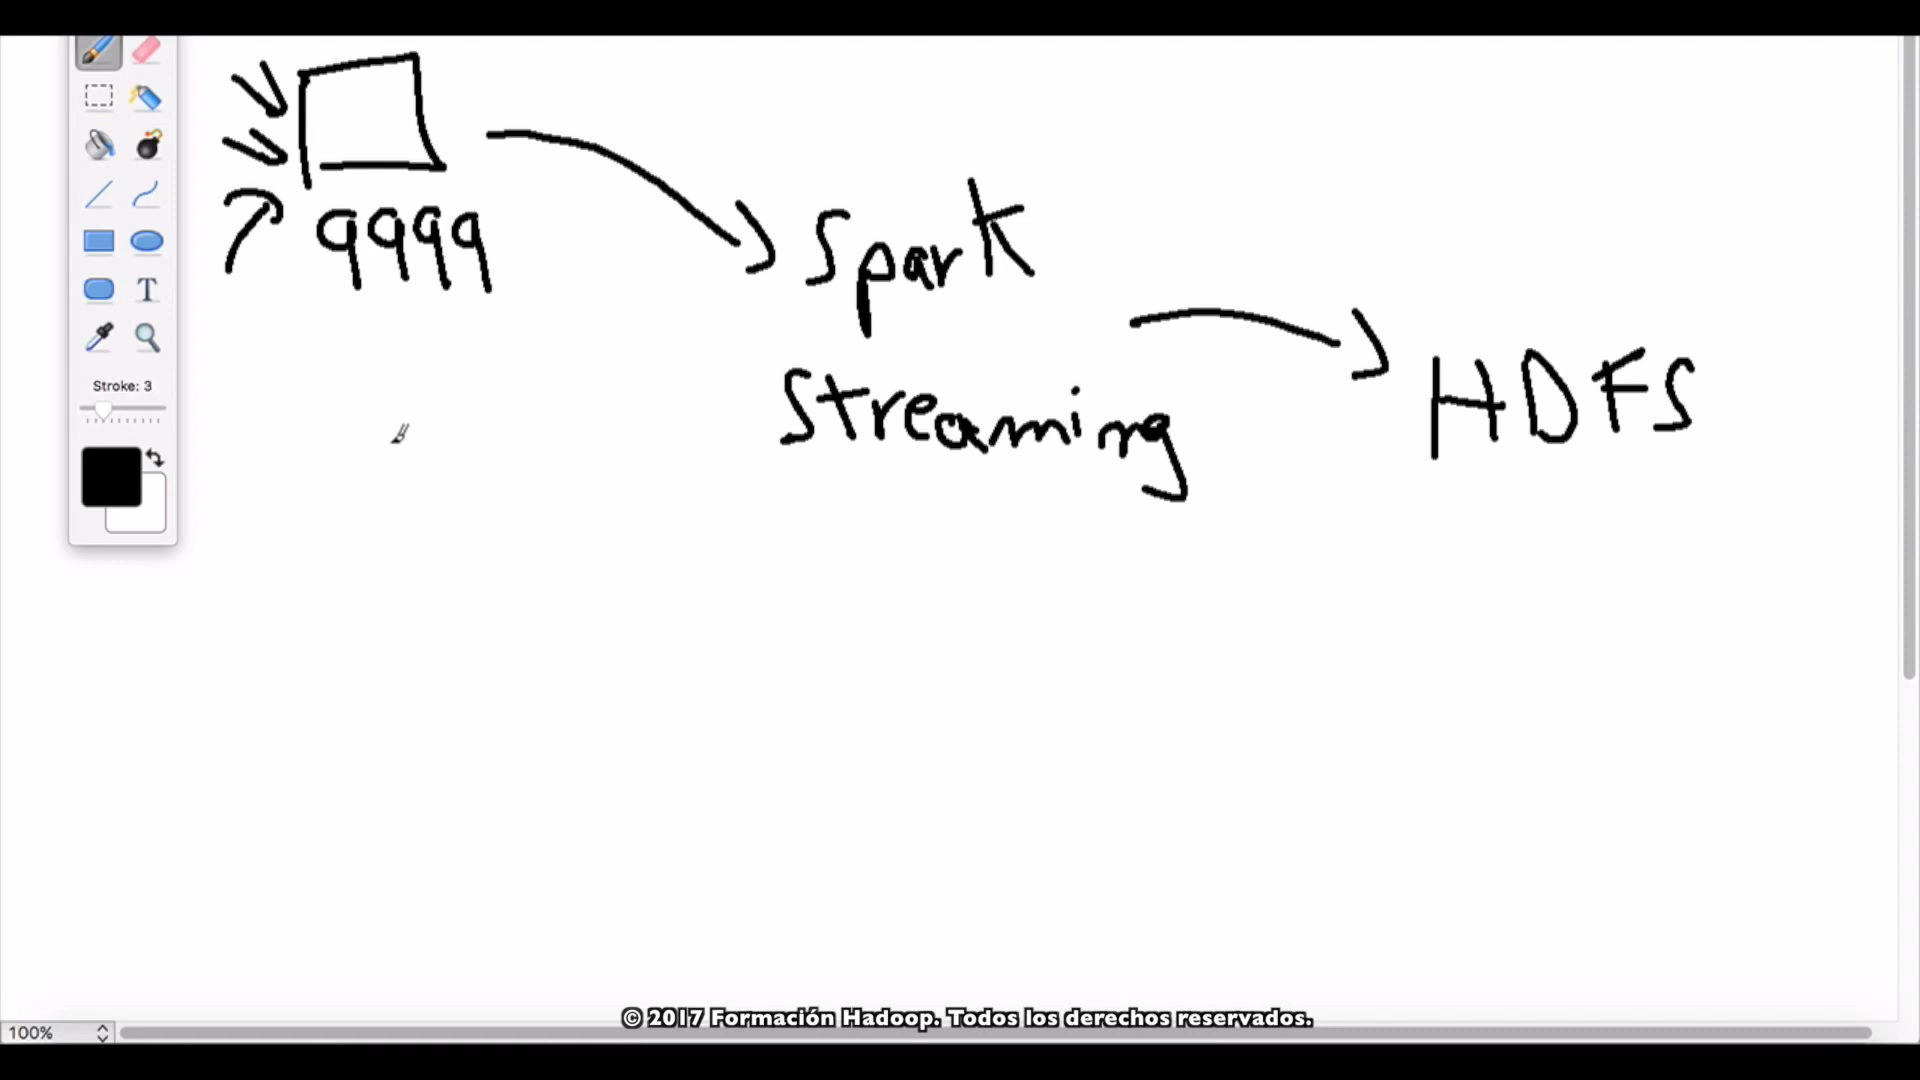 9999
Spark
Streaming
HDFS
T
Stroke: 3
100%
© 2017 Formación Hadoop. Todos los derechos reservados.